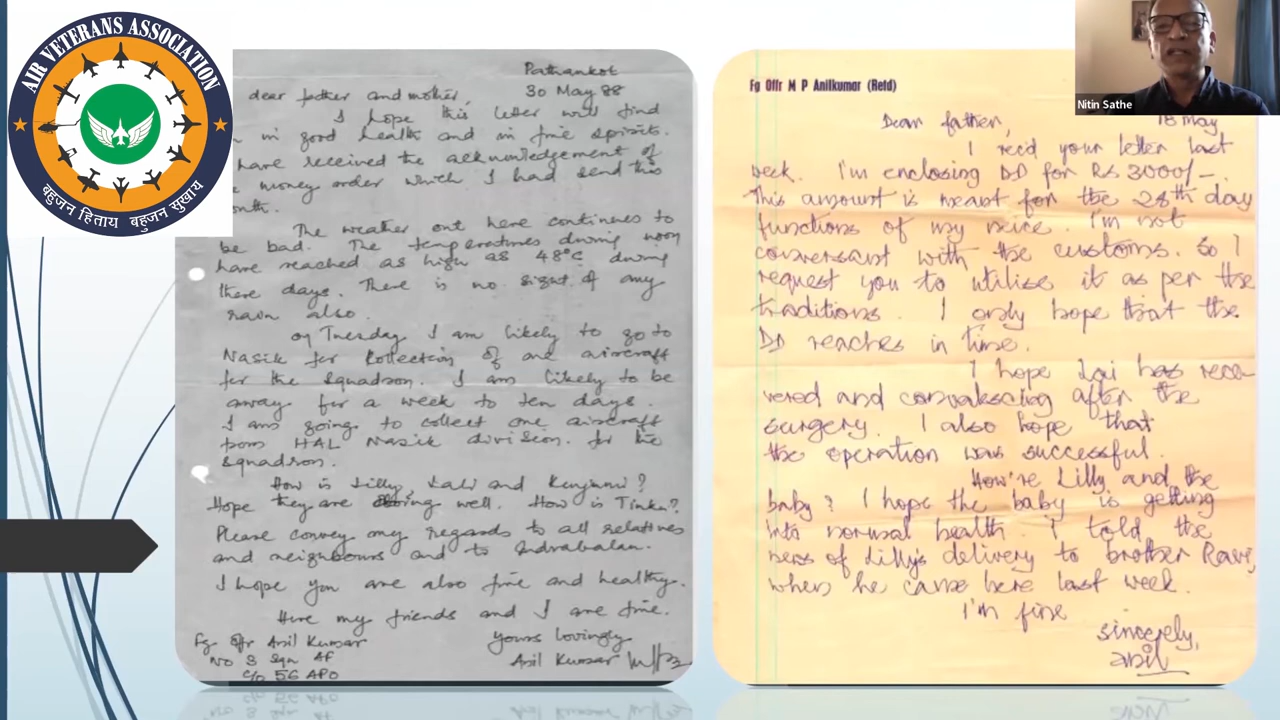 AIR VETERANS ASSOCIATION
बहुजन हिताय बहुजन सुखाय
Pathankot
30 May 88
dear father and mother,
I hope this letter will find
in good health and in fine spirits.
have received the acknowledgement of
money order which I had send this
onth.
The weather out here continues to
be bad. The temperatures during noon
have reached as high as 48°C during
these days. There is no sight of any
rain also.
On Tuesday I am likely to go to
Nasik for collection of one aircraft
for the squadron. I am likely to be
away for a week to ten days.
I am going to collect one aircraft
from HAL Nasik division for the
squadron.
How is Lilly, Lalu and Kunjumol?
Hope they are doing well. How is Tinku?
Please convey my regards to all relatives
and neighbours and to Indrabalan.
I hope you are also fine and healthy.
Here my friends and I are fine.
Yours lovingly
Anil Kumar
Fg Offr Anil Kumar
No 3 Sqn AF
c/o 56 APO
Fg Offr M P Anilkumar (Retd)
18 May
Dear father,
I recd your letter last
week. I'm enclosing DD for Rs 3000/-.
This amount is meant for the 28th day
functions of my neice. I'm not
conversant with the customs. So I
request you to utilise it as per the
traditions. I only hope that the
DD reaches in time.
I hope has reco-
vered and convalescing after the
surgery. I also hope that
the operation was successful.
How're Lilly and the
baby? I hope the baby is getting
into normal health. I told the
news of Lilly's delivery to brother Ravi,
when he came here last week.
I'm fine
sincerely,
anil
Nitin Sathe